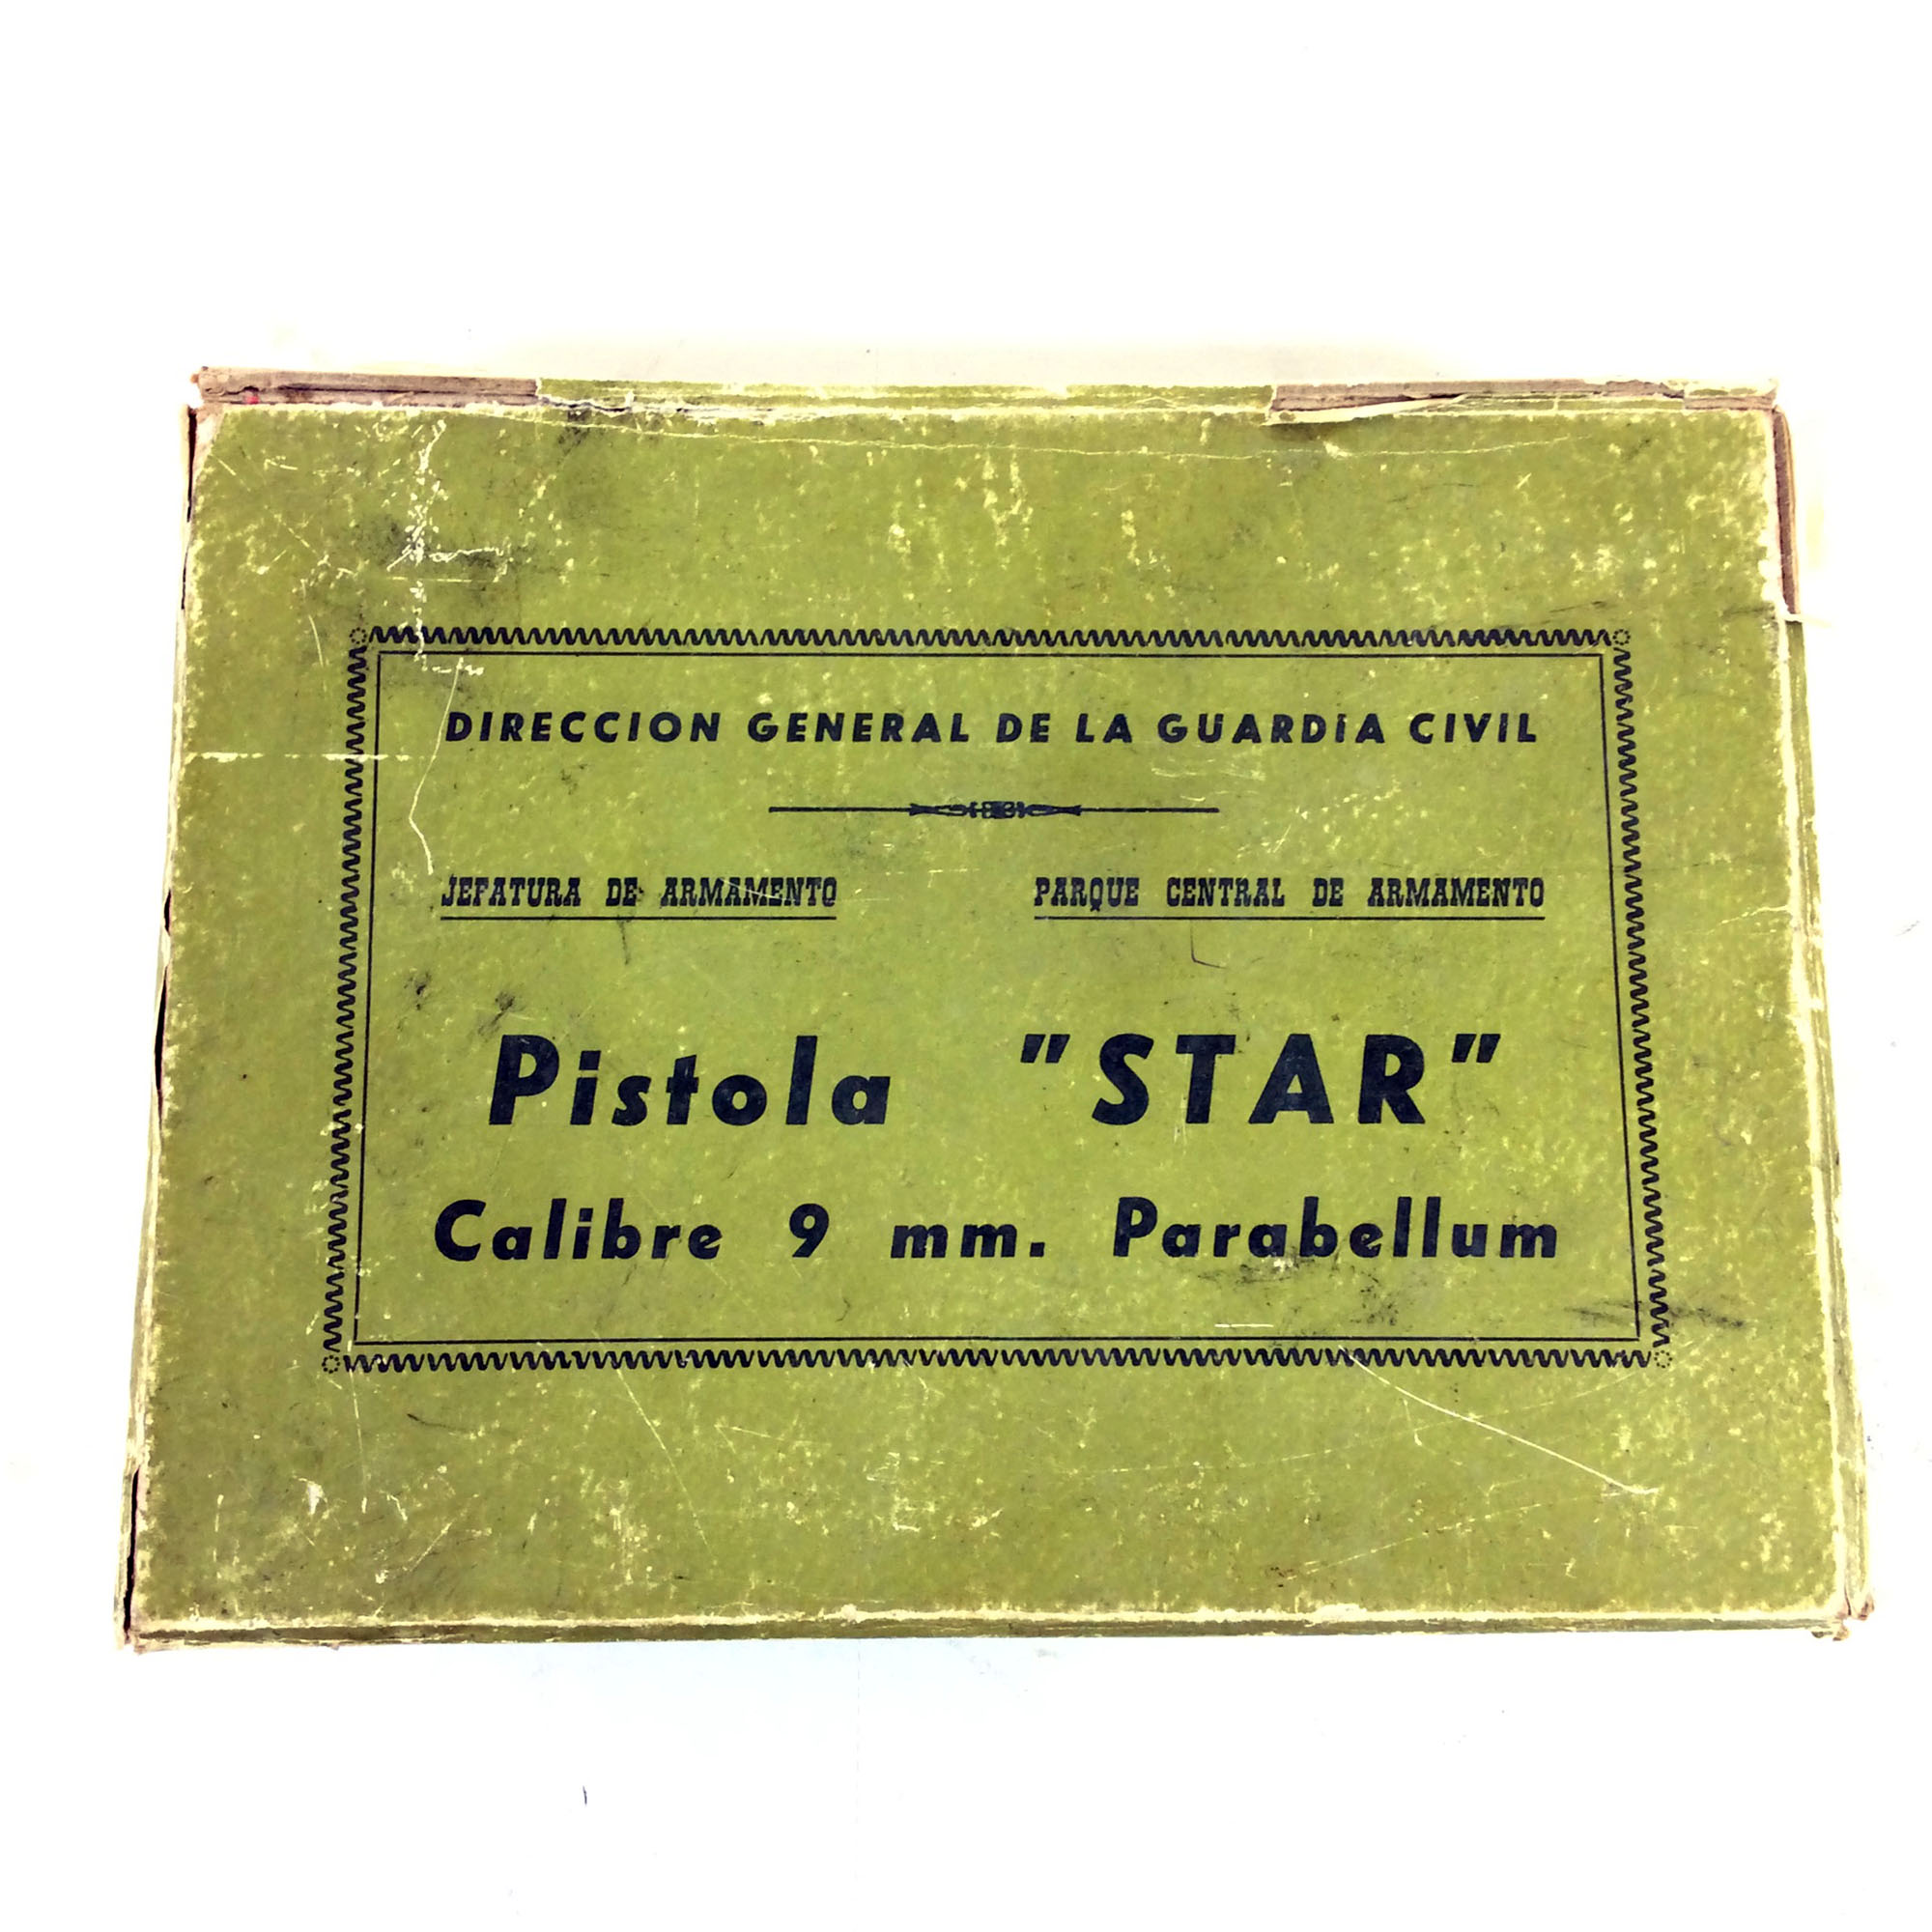 DIRECCION GENERAL DE LA GUARDiA CIVIL
JEFATURA DE ARMAMENTO
PARQUE CENTRAL DE ARMAMENTO
Pistola "STAR"
Calibre 9 mm. Parabellum